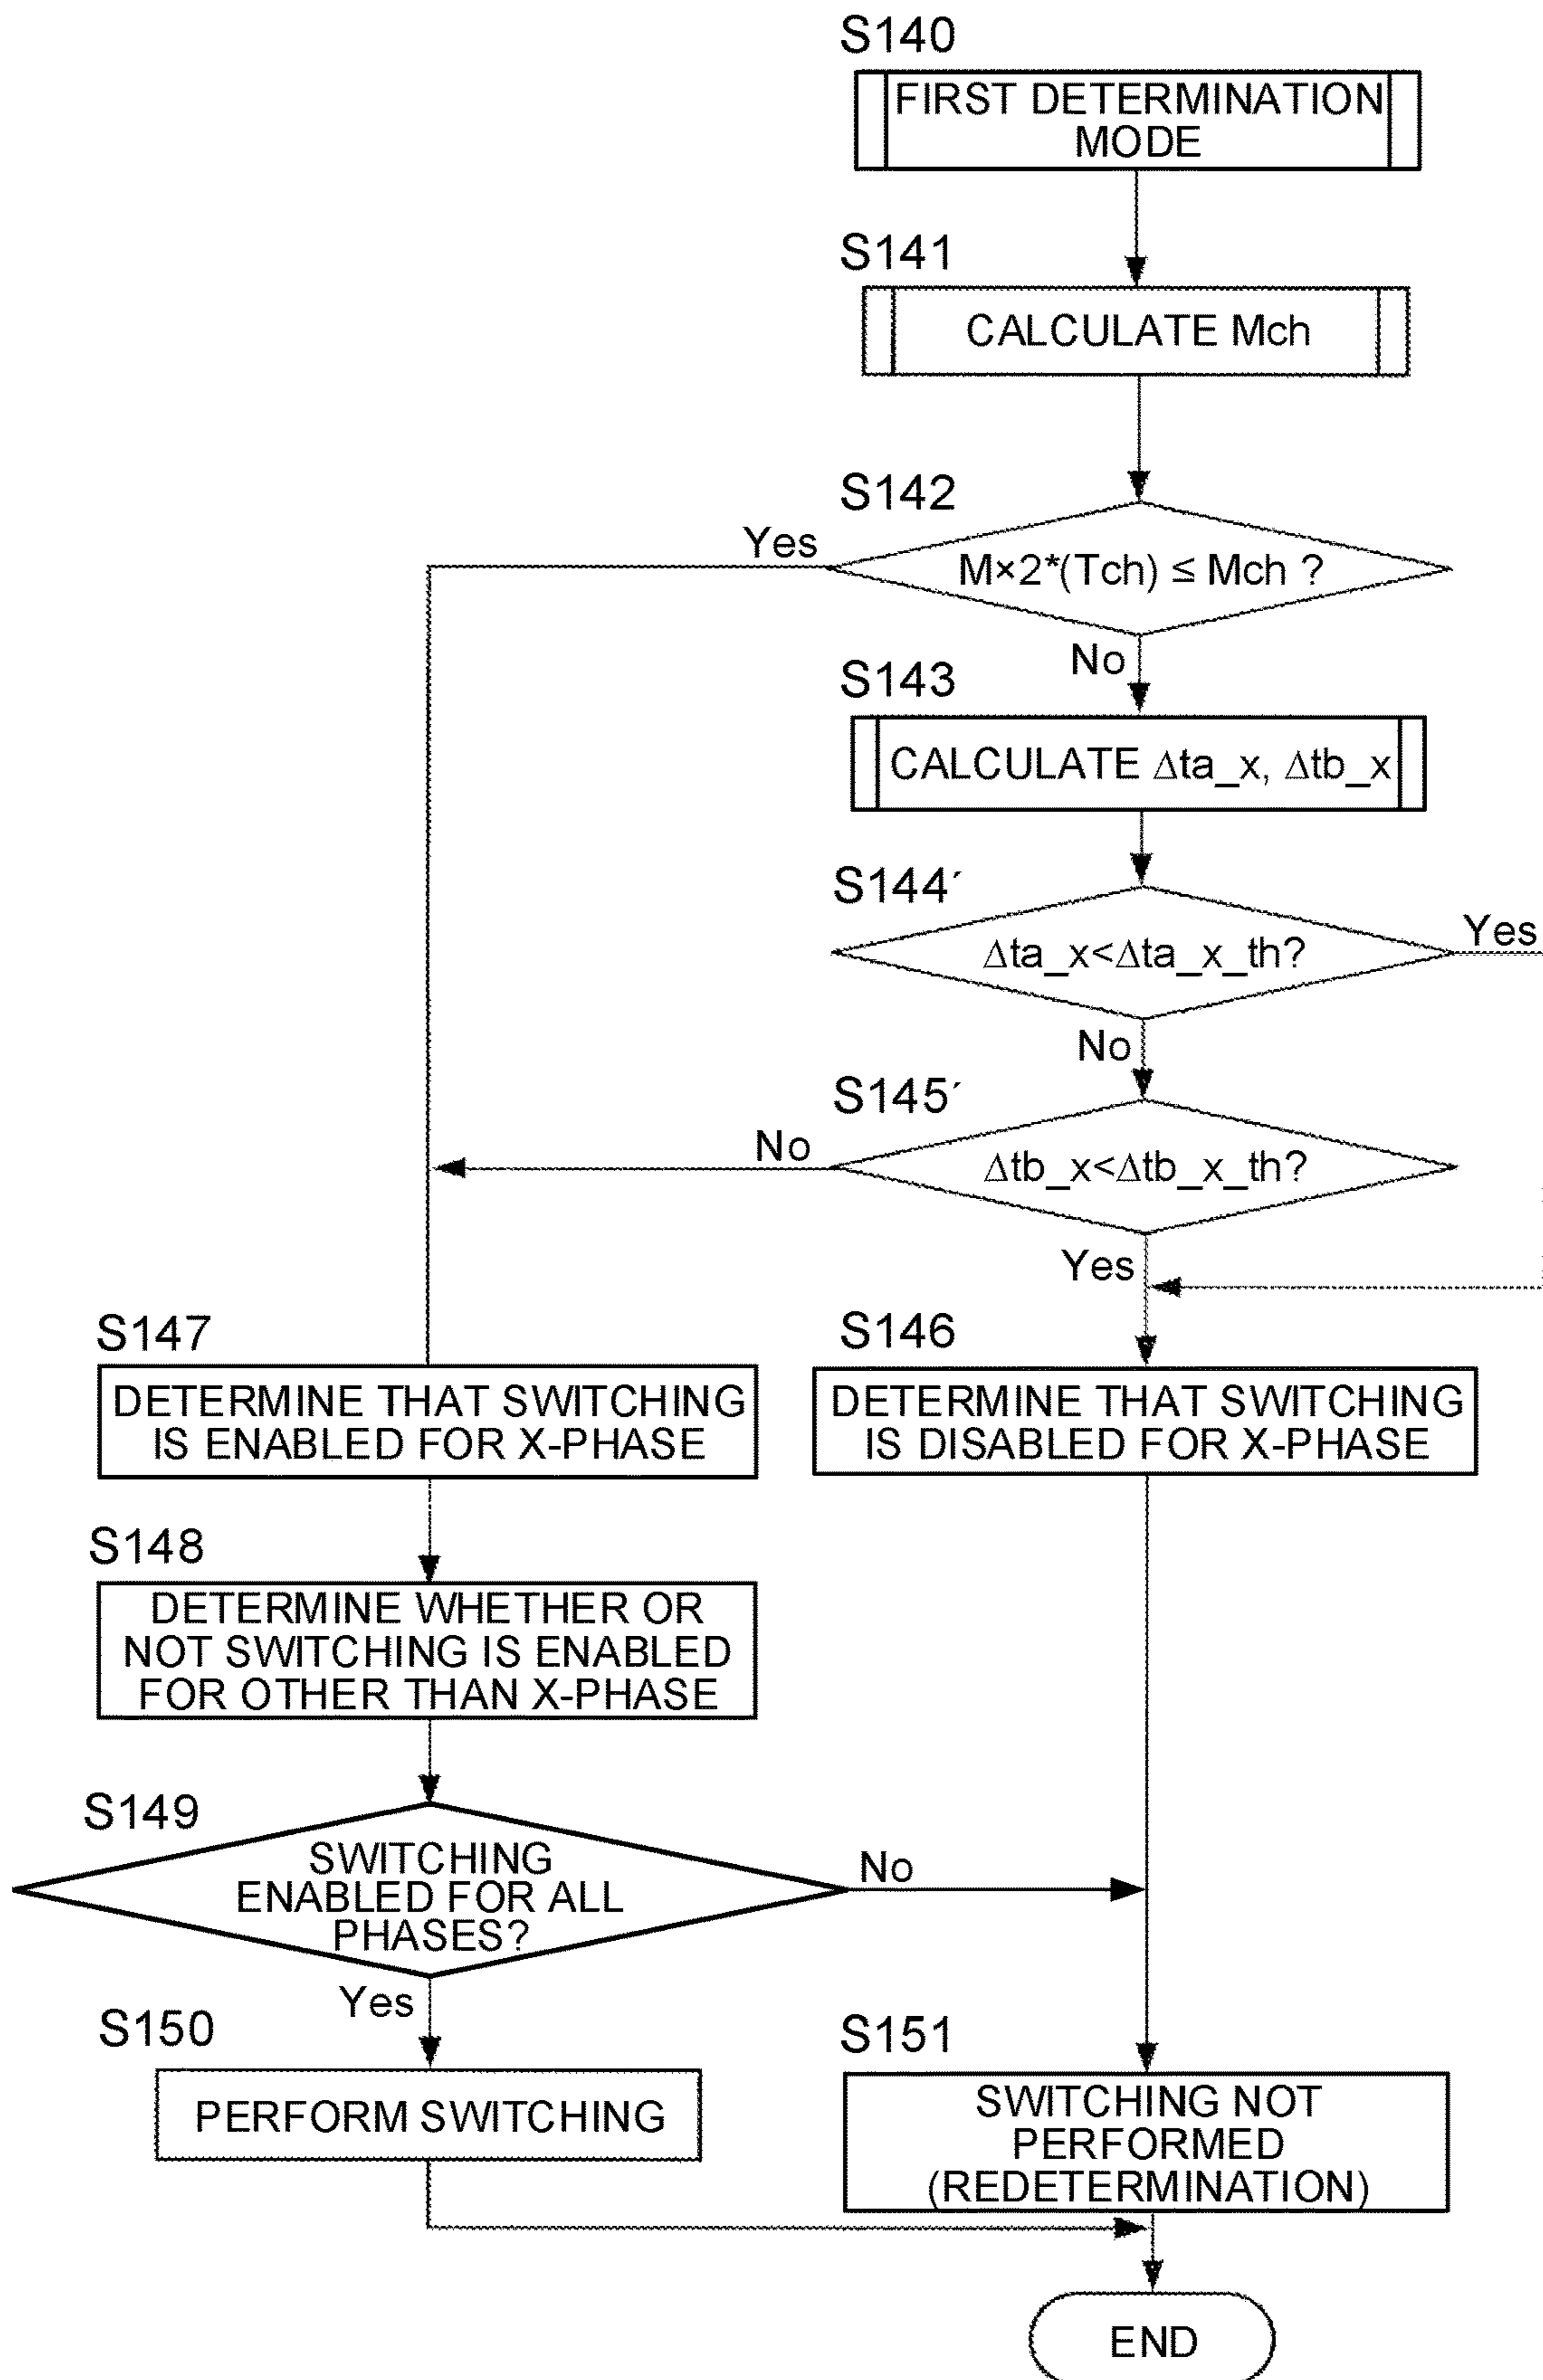 S140
FIRST DETERMINATION
MODE
S141
CALCULATE Mch
S142
Yes
M×2*(Tch) ≤ Mch ?
No
S143
CALCULATE Δta_x, Δtb_x
S144´
Δta_x<Δta_x_th?
Yes
No
S145´
No
Δtb_x<Δtb_x_th?
Yes
S147
DETERMINE THAT SWITCHING
IS ENABLED FOR X-PHASE
S146
DETERMINE THAT SWITCHING
IS DISABLED FOR X-PHASE
S148
DETERMINE WHETHER OR
NOT SWITCHING IS ENABLED
FOR OTHER THAN X-PHASE
S149
SWITCHING
ENABLED FOR ALL
PHASES?
No
Yes
S150
PERFORM SWITCHING
S151
SWITCHING NOT
PERFORMED
(REDETERMINATION)
END